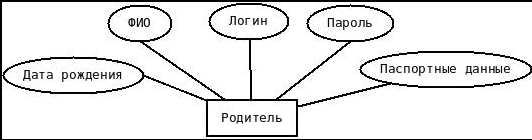 ФИО
Логин
Пароль
Дата рождения
Паспортные данные
Родитель